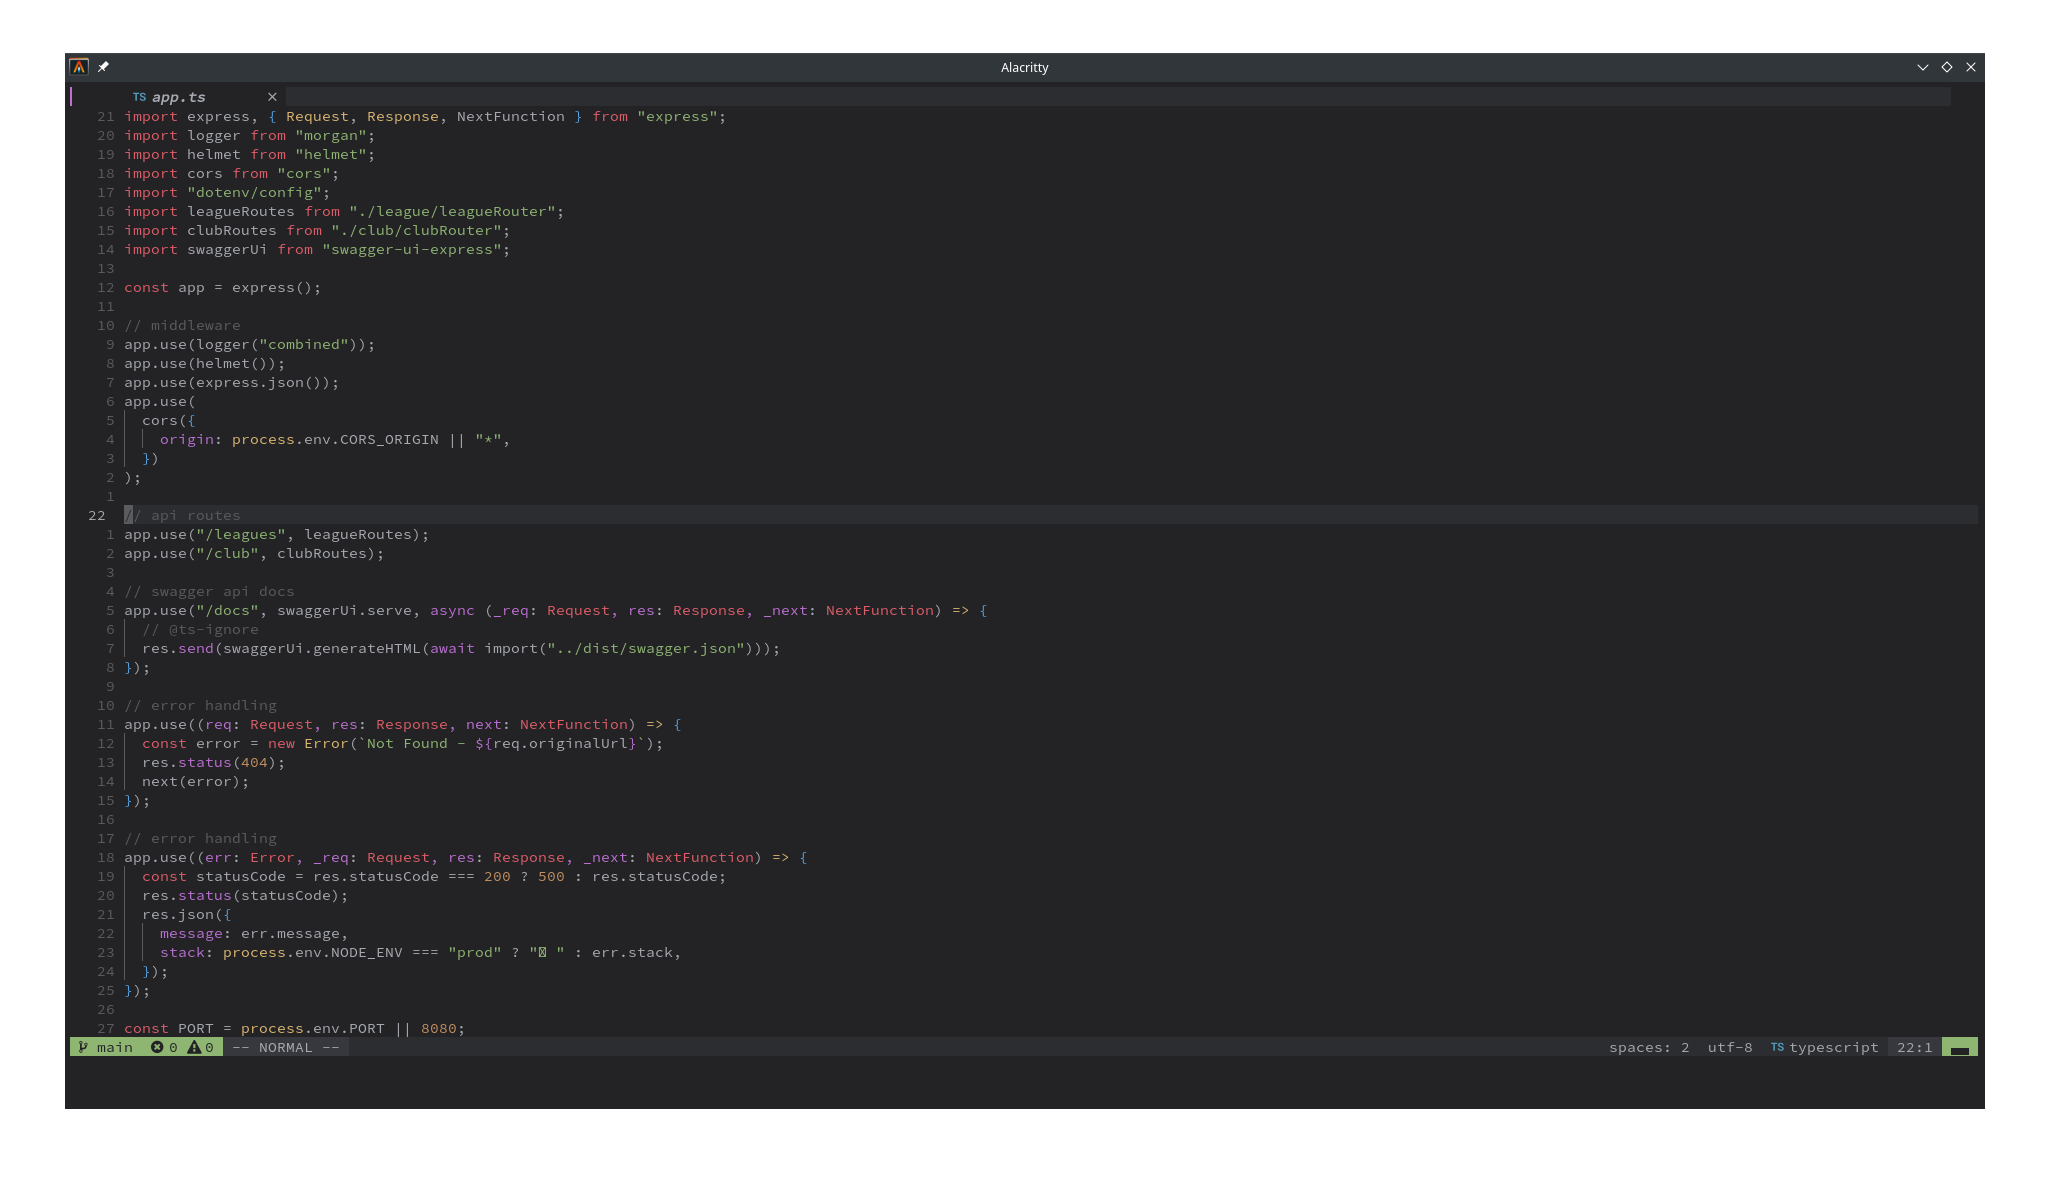 Alacritty
TS app.ts ×
21 import express, { Request, Response, NextFunction } from "express";
20 import logger from "morgan";
19 import helmet from "helmet";
18 import cors from "cors";
17 import "dotenv/config";
16 import leagueRoutes from "./league/leagueRouter";
15 import clubRoutes from "./club/clubRouter";
14 import swaggerUi from "swagger-ui-express";
13
12 const app = express();
11
10 // middleware
9 app.use(logger("combined"));
8 app.use(helmet());
7 app.use(express.json());
6 app.use(
5   cors({
4     origin: process.env.CORS_ORIGIN || "*",
3   })
2 );
1
22 // api routes
1 app.use("/leagues", leagueRoutes);
2 app.use("/club", clubRoutes);
3
4 // swagger api docs
5 app.use("/docs", swaggerUi.serve, async (_req: Request, res: Response, _next: NextFunction) => {
6   // @ts-ignore
7   res.send(swaggerUi.generateHTML(await import("../dist/swagger.json")));
8 });
9
10 // error handling
11 app.use((req: Request, res: Response, next: NextFunction) => {
12   const error = new Error(`Not Found - ${req.originalUrl}`);
13   res.status(404);
14   next(error);
15 });
16
17 // error handling
18 app.use((err: Error, _req: Request, res: Response, _next: NextFunction) => {
19   const statusCode = res.statusCode === 200 ? 500 : res.statusCode;
20   res.status(statusCode);
21   res.json({
22     message: err.message,
23     stack: process.env.NODE_ENV === "prod" ? " " : err.stack,
24   });
25 });
26
27 const PORT = process.env.PORT || 8080;
main 0 0 -- NORMAL -- spaces: 2 utf-8 TS typescript 22:1